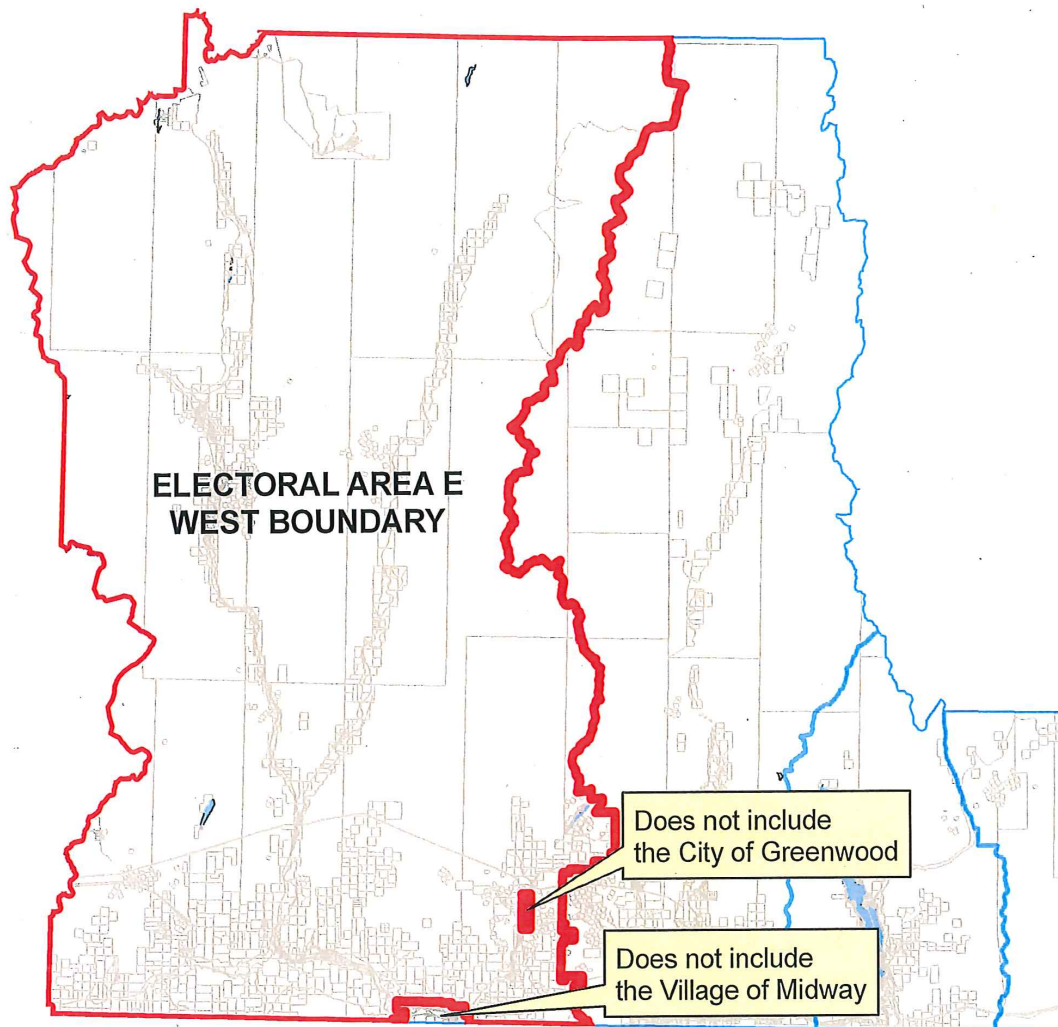 ELECTORAL AREA E
WEST BOUNDARY
Does not include
the City of Greenwood
Does not include
the Village of Midway